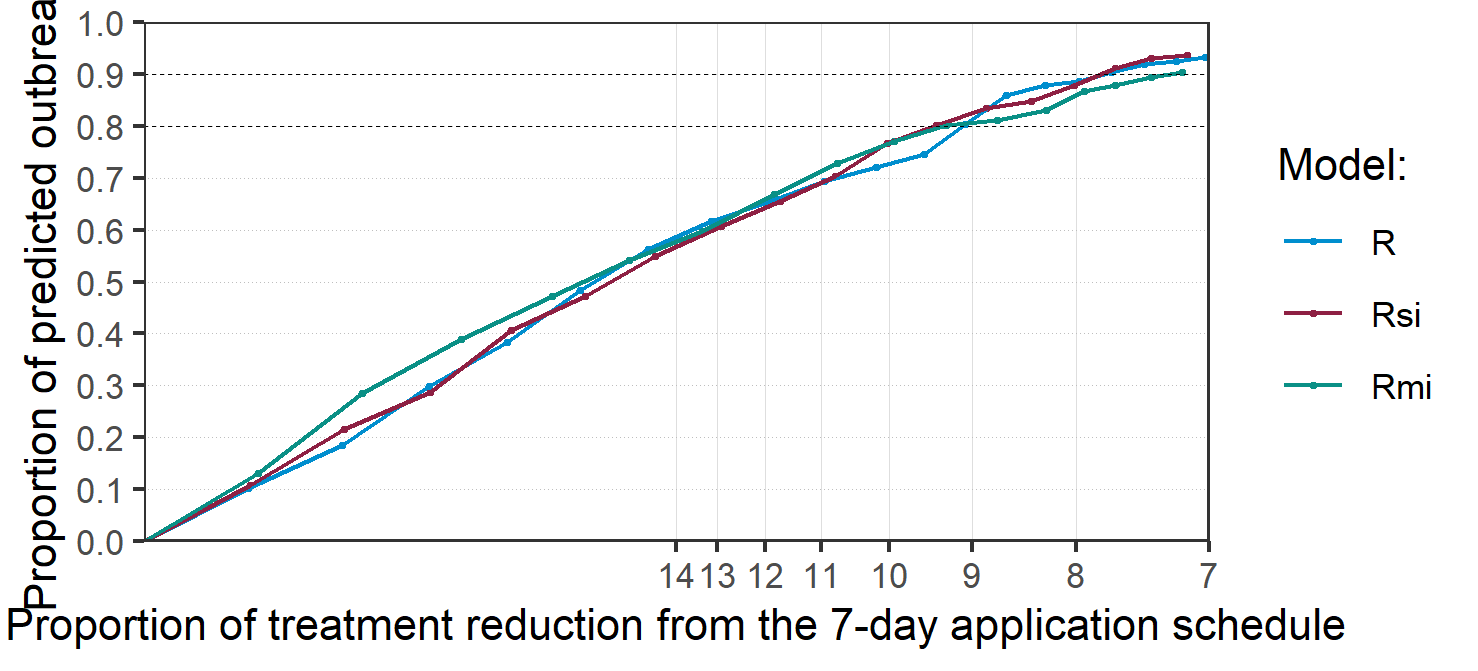 Proportion of predicted outbrea
1.0
0.9
0.8
0.7
0.6
0.5
0.4
0.3
0.2
0.1
0.0
14 13 12 11 10 9 8 7
Proportion of treatment reduction from the 7-day application schedule
Model:
R
Rsi
Rmi